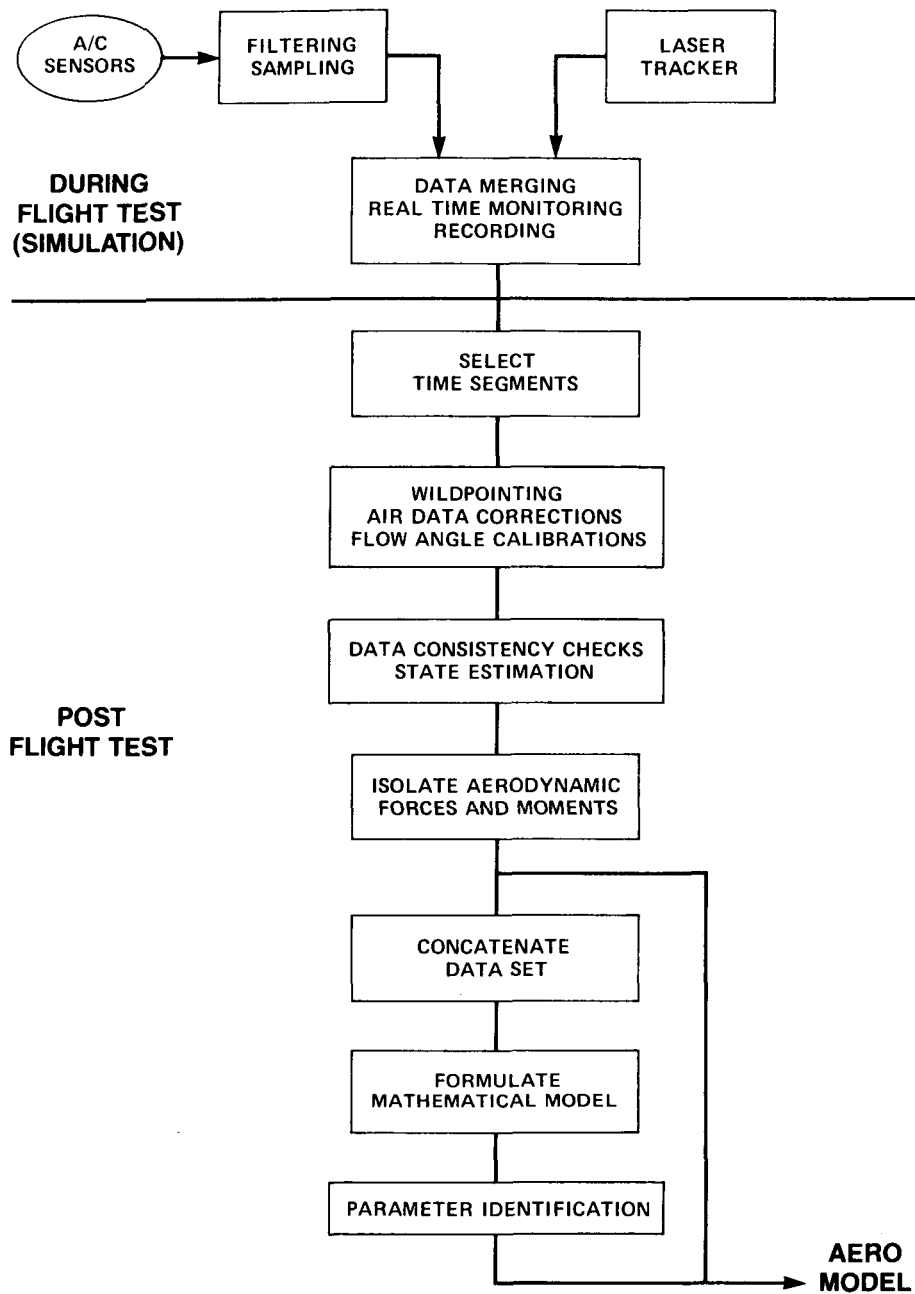 A/C
SENSORS
FILTERING
SAMPLING
LASER
TRACKER
DURING
FLIGHT TEST
(SIMULATION)
DATA MERGING
REAL TIME MONITORING
RECORDING
SELECT
TIME SEGMENTS
WILDPOINTING
AIR DATA CORRECTIONS
FLOW ANGLE CALIBRATIONS
DATA CONSISTENCY CHECKS
STATE ESTIMATION
POST
FLIGHT TEST
ISOLATE AERODYNAMIC
FORCES AND MOMENTS
CONCATENATE
DATA SET
FORMULATE
MATHEMATICAL MODEL
PARAMETER IDENTIFICATION
AERO
MODEL